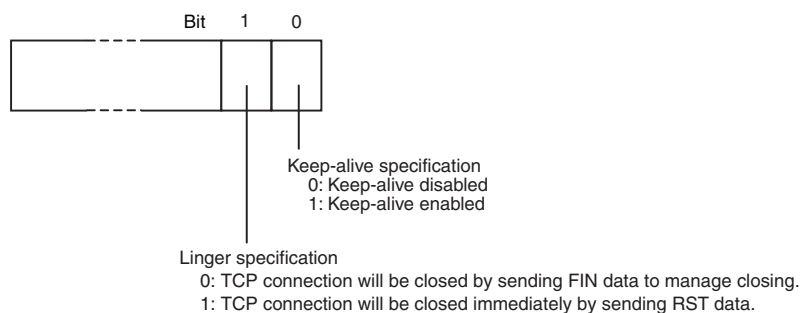 Bit 1 0
Keep-alive specification
0: Keep-alive disabled
1: Keep-alive enabled
Linger specification
0: TCP connection will be closed by sending FIN data to manage closing.
1: TCP connection will be closed immediately by sending RST data.